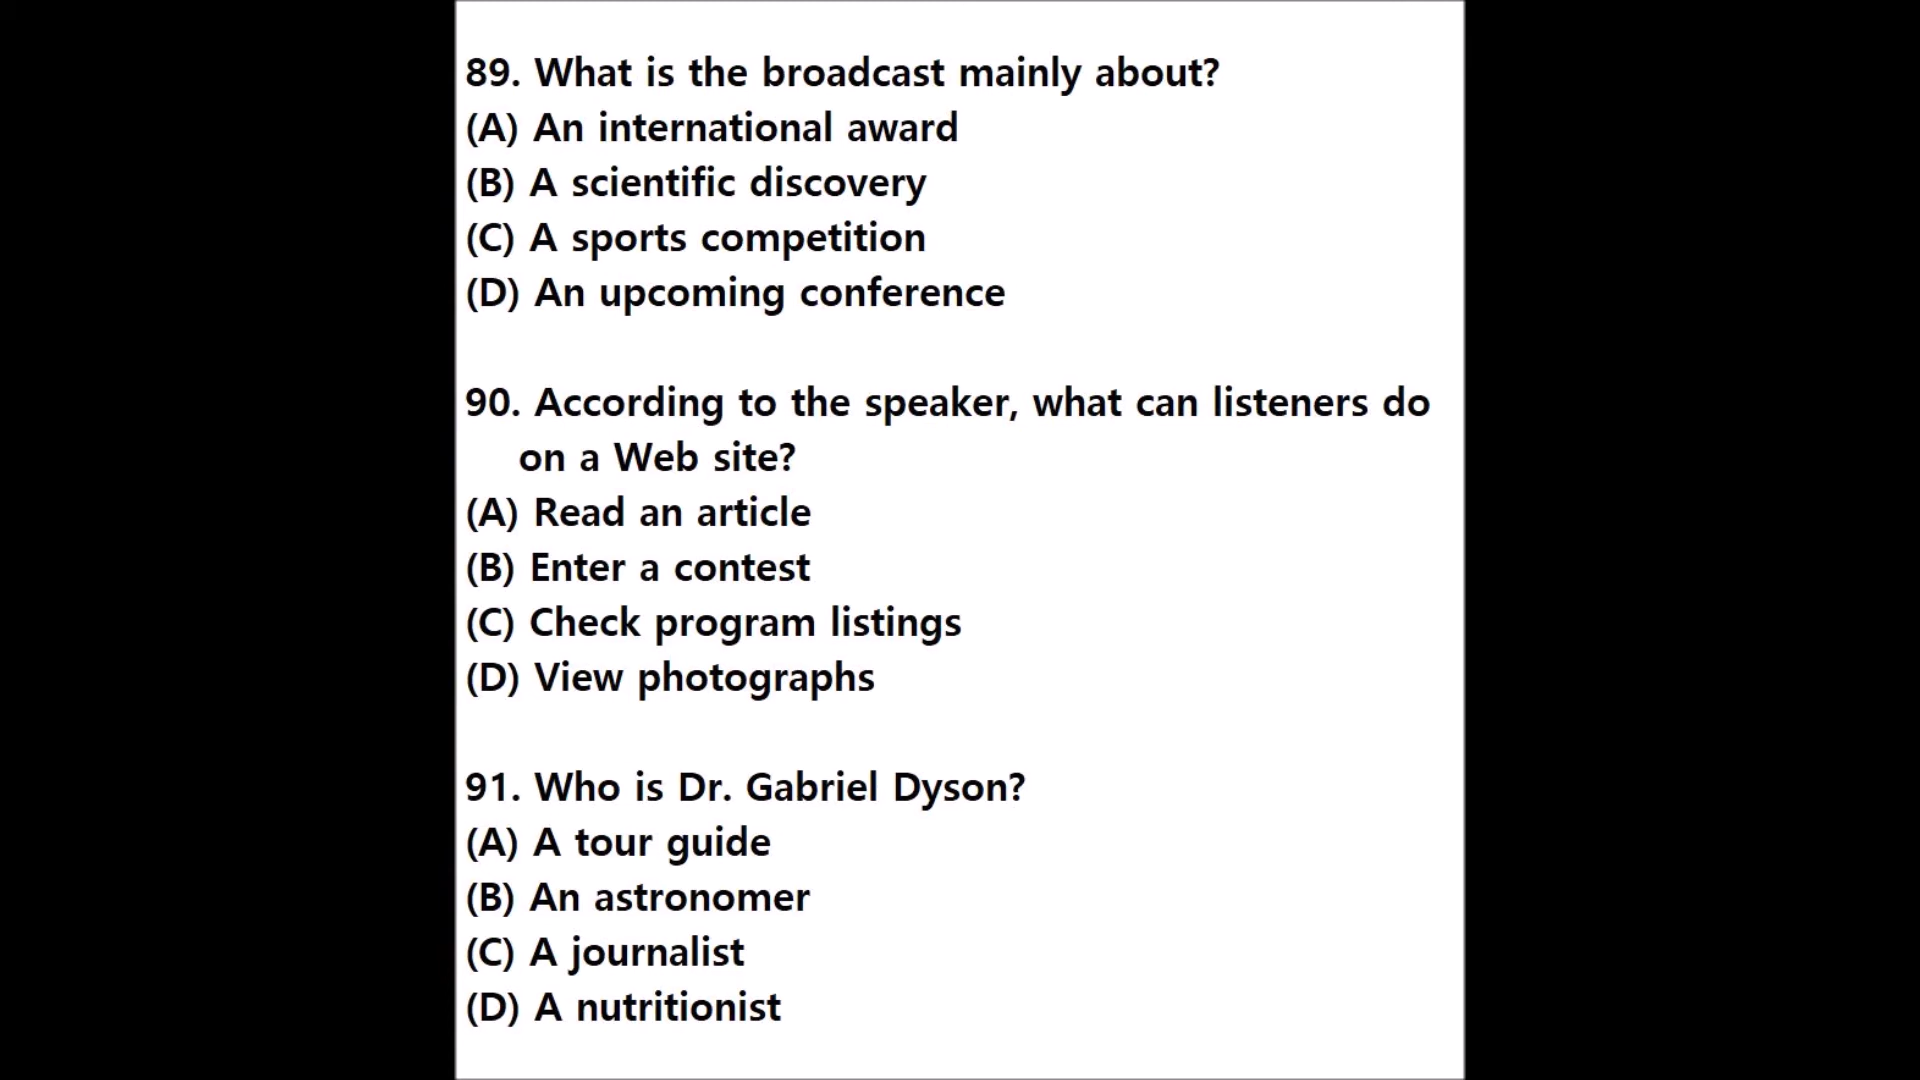 89. What is the broadcast mainly about?
(A) An international award
(B) A scientific discovery
(C) A sports competition
(D) An upcoming conference
90. According to the speaker, what can listeners do
on a Web site?
(A) Read an article
(B) Enter a contest
(C) Check program listings
(D) View photographs
91. Who is Dr. Gabriel Dyson?
(A) A tour guide
(B) An astronomer
(C) A journalist
(D) A nutritionist